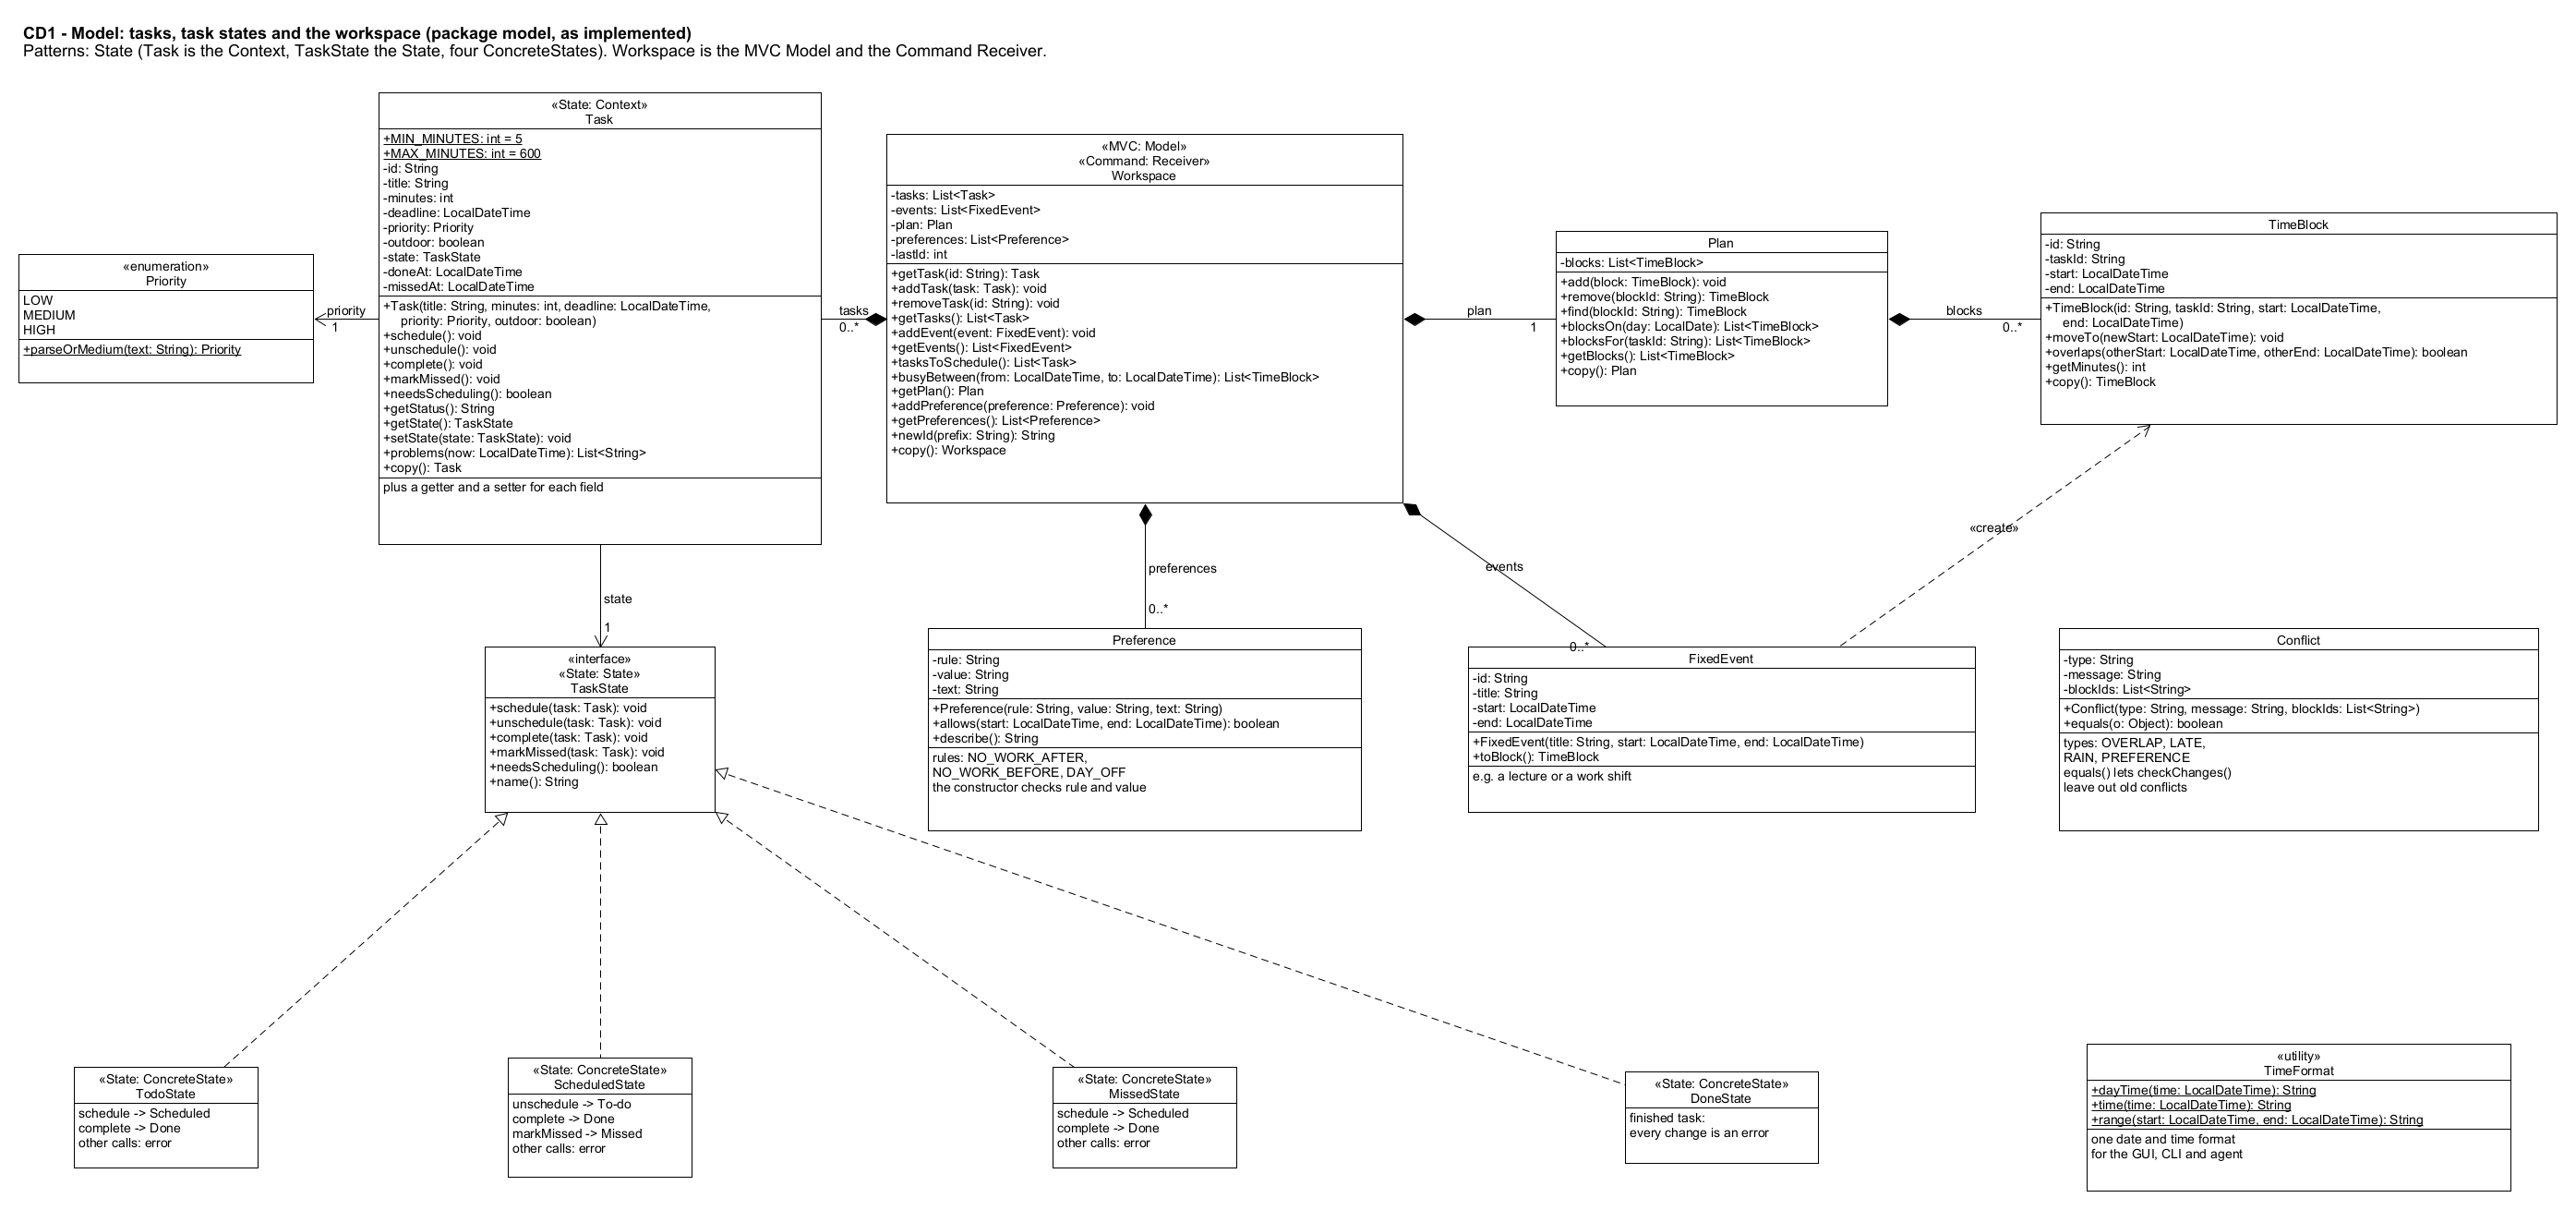 CD1 - Model: tasks, task states and the workspace (package model, as implemented)
Patterns: State (Task is the Context, TaskState the State, four ConcreteStates). Workspace is the MVC Model and the Command Receiver.
«enumeration»
Priority
LOW
MEDIUM
HIGH
+parseOrMedium(text: String): Priority
priority
1
«State: Context»
Task
+MIN_MINUTES: int = 5
+MAX_MINUTES: int = 600
-id: String
-title: String
-minutes: int
-deadline: LocalDateTime
-priority: Priority
-outdoor: boolean
-state: TaskState
-doneAt: LocalDateTime
-missedAt: LocalDateTime
+Task(title: String, minutes: int, deadline: LocalDateTime,
priority: Priority, outdoor: boolean)
+schedule(): void
+unschedule(): void
+complete(): void
+markMissed(): void
+needsScheduling(): boolean
+getStatus(): String
+getState(): TaskState
+setState(state: TaskState): void
+problems(now: LocalDateTime): List<String>
+copy(): Task
plus a getter and a setter for each field
tasks
0..*
«MVC: Model»
«Command: Receiver»
Workspace
-tasks: List<Task>
-events: List<FixedEvent>
-plan: Plan
-preferences: List<Preference>
-lastId: int
+getTask(id: String): Task
+addTask(task: Task): void
+removeTask(id: String): void
+getTasks(): List<Task>
+addEvent(event: FixedEvent): void
+getEvents(): List<FixedEvent>
+tasksToSchedule(): List<Task>
+busyBetween(from: LocalDateTime, to: LocalDateTime): List<TimeBlock>
+getPlan(): Plan
+addPreference(preference: Preference): void
+getPreferences(): List<Preference>
+newId(prefix: String): String
+copy(): Workspace
plan
1
Plan
-blocks: List<TimeBlock>
+add(block: TimeBlock): void
+remove(blockId: String): TimeBlock
+find(blockId: String): TimeBlock
+blocksOn(day: LocalDate): List<TimeBlock>
+blocksFor(taskId: String): List<TimeBlock>
+getBlocks(): List<TimeBlock>
+copy(): Plan
blocks
0..*
TimeBlock
-id: String
-taskId: String
-start: LocalDateTime
-end: LocalDateTime
+TimeBlock(id: String, taskId: String, start: LocalDateTime,
end: LocalDateTime)
+moveTo(newStart: LocalDateTime): void
+overlaps(otherStart: LocalDateTime, otherEnd: LocalDateTime): boolean
+getMinutes(): int
+copy(): TimeBlock
«create»
state
1
preferences
0..*
events
0..*
«interface»
«State: State»
TaskState
+schedule(task: Task): void
+unschedule(task: Task): void
+complete(task: Task): void
+markMissed(task: Task): void
+needsScheduling(): boolean
+name(): String
Preference
-rule: String
-value: String
-text: String
+Preference(rule: String, value: String, text: String)
+allows(start: LocalDateTime, end: LocalDateTime): boolean
+describe(): String
rules: NO_WORK_AFTER,
NO_WORK_BEFORE, DAY_OFF
the constructor checks rule and value
FixedEvent
-id: String
-title: String
-start: LocalDateTime
-end: LocalDateTime
+FixedEvent(title: String, start: LocalDateTime, end: LocalDateTime)
+toBlock(): TimeBlock
e.g. a lecture or a work shift
Conflict
-type: String
-message: String
-blockIds: List<String>
+Conflict(type: String, message: String, blockIds: List<String>)
+equals(o: Object): boolean
types: OVERLAP, LATE,
RAIN, PREFERENCE
equals() lets checkChanges()
leave out old conflicts
«State: ConcreteState»
TodoState
schedule -> Scheduled
complete -> Done
other calls: error
«State: ConcreteState»
ScheduledState
unschedule -> To-do
complete -> Done
markMissed -> Missed
other calls: error
«State: ConcreteState»
MissedState
schedule -> Scheduled
complete -> Done
other calls: error
«State: ConcreteState»
DoneState
finished task:
every change is an error
«utility»
TimeFormat
+dayTime(time: LocalDateTime): String
+time(time: LocalDateTime): String
+range(start: LocalDateTime, end: LocalDateTime): String
one date and time format
for the GUI, CLI and agent